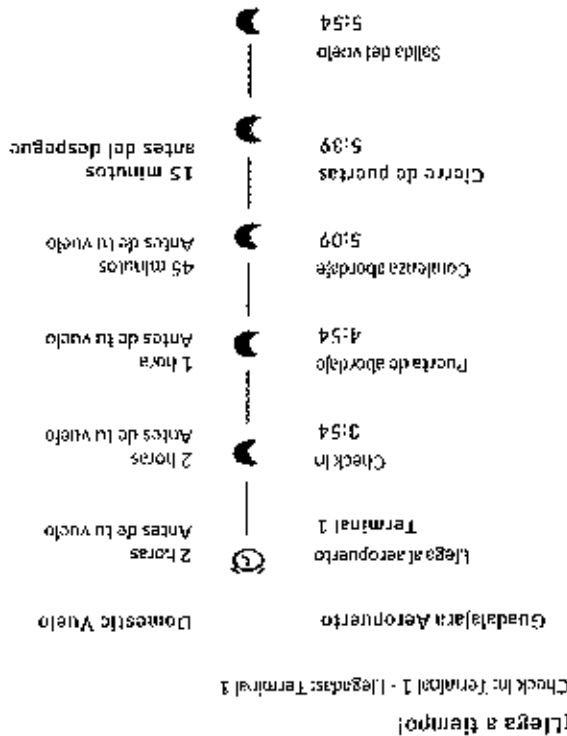 ¡Llega a tiempo!
Check In: Terminal 1 - Llegadas: Terminal 1
Guadalajara Aeropuerto
Domestic Vuelo
Llega al aeropuerto
Terminal 1
2 horas
Antes de tu vuelo
Check In
3:54
2 horas
Antes de tu vuelo
Puerta de abordaje
4:54
1 hora
Antes de tu vuelo
Comienza abordaje
5:09
45 minutos
Antes de tu vuelo
Cierre de puertas
5:39
15 minutos
antes del despegue
Salida del vuelo
5:54